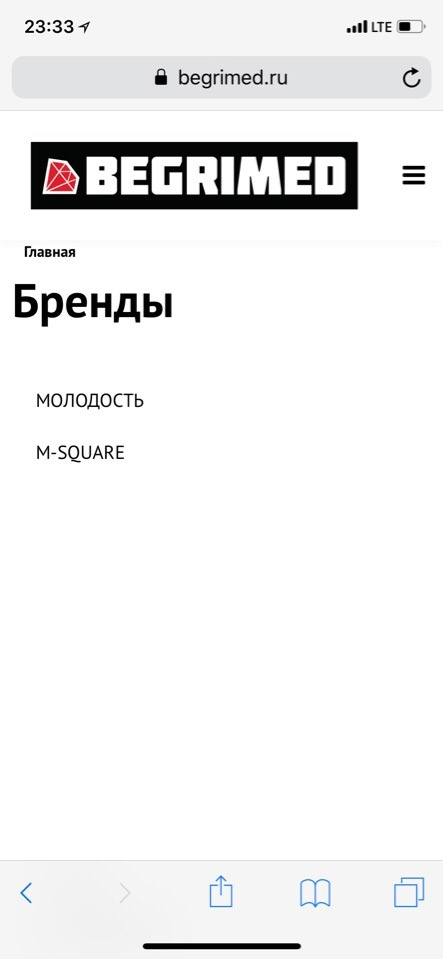 23:33
LTE
begrimed.ru
BEGRIMED
Главная
Бренды
МОЛОДОСТЬ
M-SQUARE